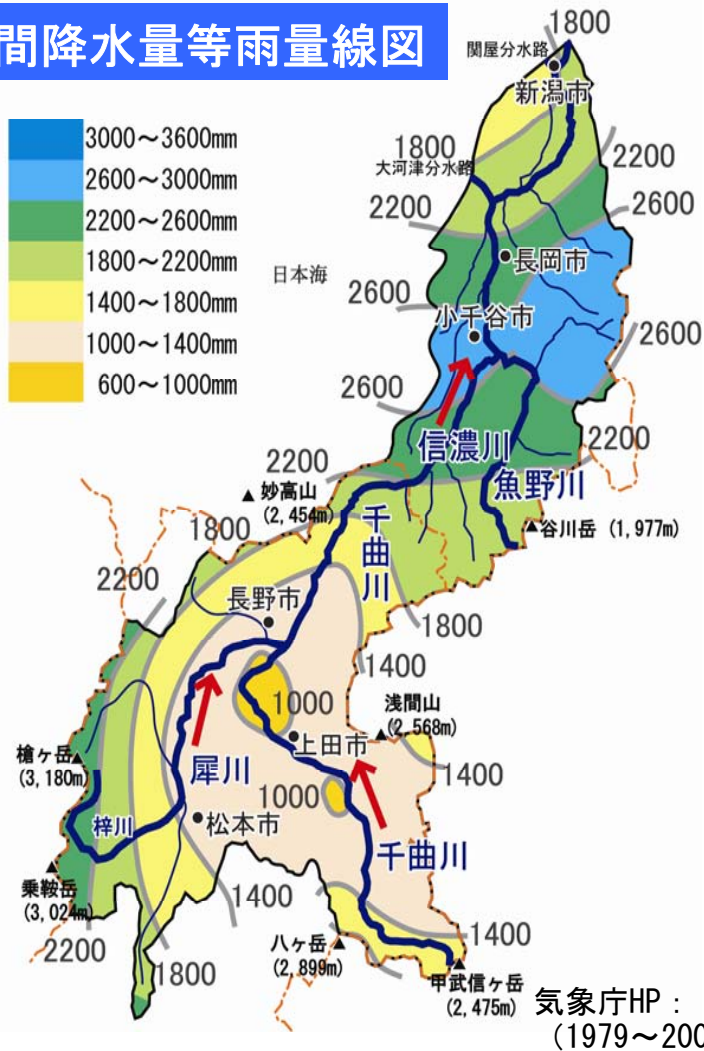 間降水量等雨量線図
1800
関屋分水路
新潟市
3000～3600mm
2600～3000mm
2200～2600mm
1800～2200mm
1400～1800mm
1000～1400mm
600～1000mm
1800
大河津分水路
2200
2200
2600
日本海
長岡市
2600
小千谷市
2600
2600
信濃川
2200
2200
魚野川
▲妙高山
(2,454m)
▲谷川岳 (1,977m)
千曲川
1800
2200
長野市
1800
1400
1000
浅間山
(2,568m)
上田市
槍ヶ岳
(3,180m)
犀川
1400
1000
梓川
松本市
千曲川
乗鞍岳
(3,024m)
1400
2200
1800
八ヶ岳
(2,899m)
1400
甲武信ヶ岳
(2,475m)
気象庁HP：
（1979～200